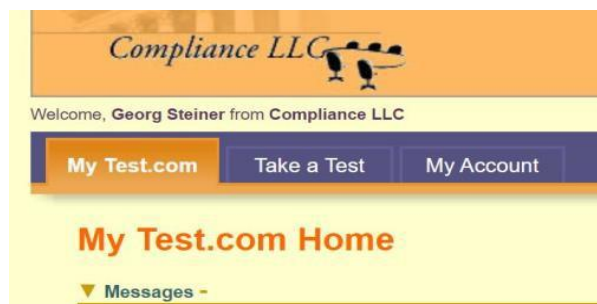 Compliance LLC
Welcome, Georg Steiner from Compliance LLC
My Test.com Take a Test My Account
My Test.com Home
▼ Messages -